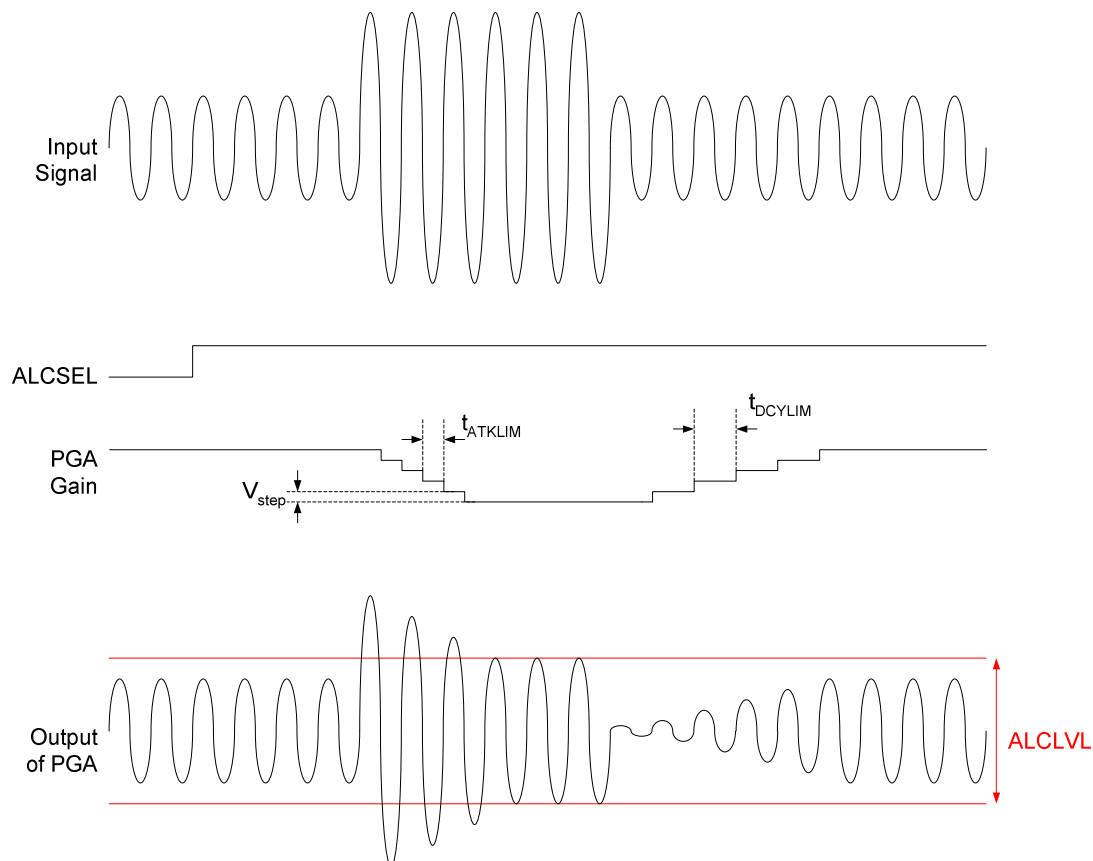 Input
Signal
ALCSEL
tATKLIM
tDCYLIM
PGA
Gain
Vstep
Output
of PGA
ALCLVL